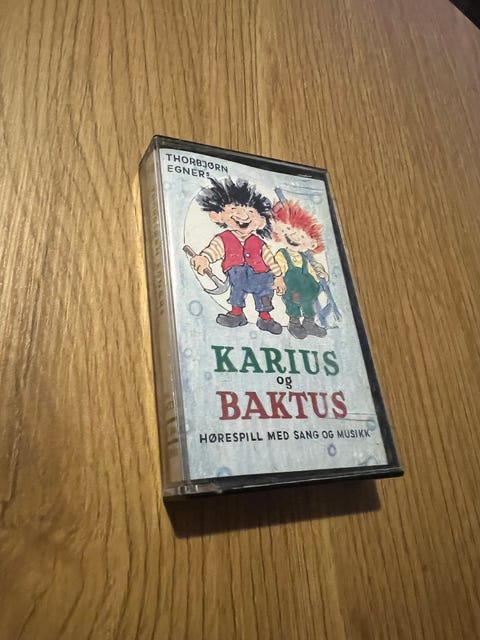 THORBJØRN
EGNERS
KARIUS
og
BAKTUS
HØRESPILL MED SANG OG MUSIKK